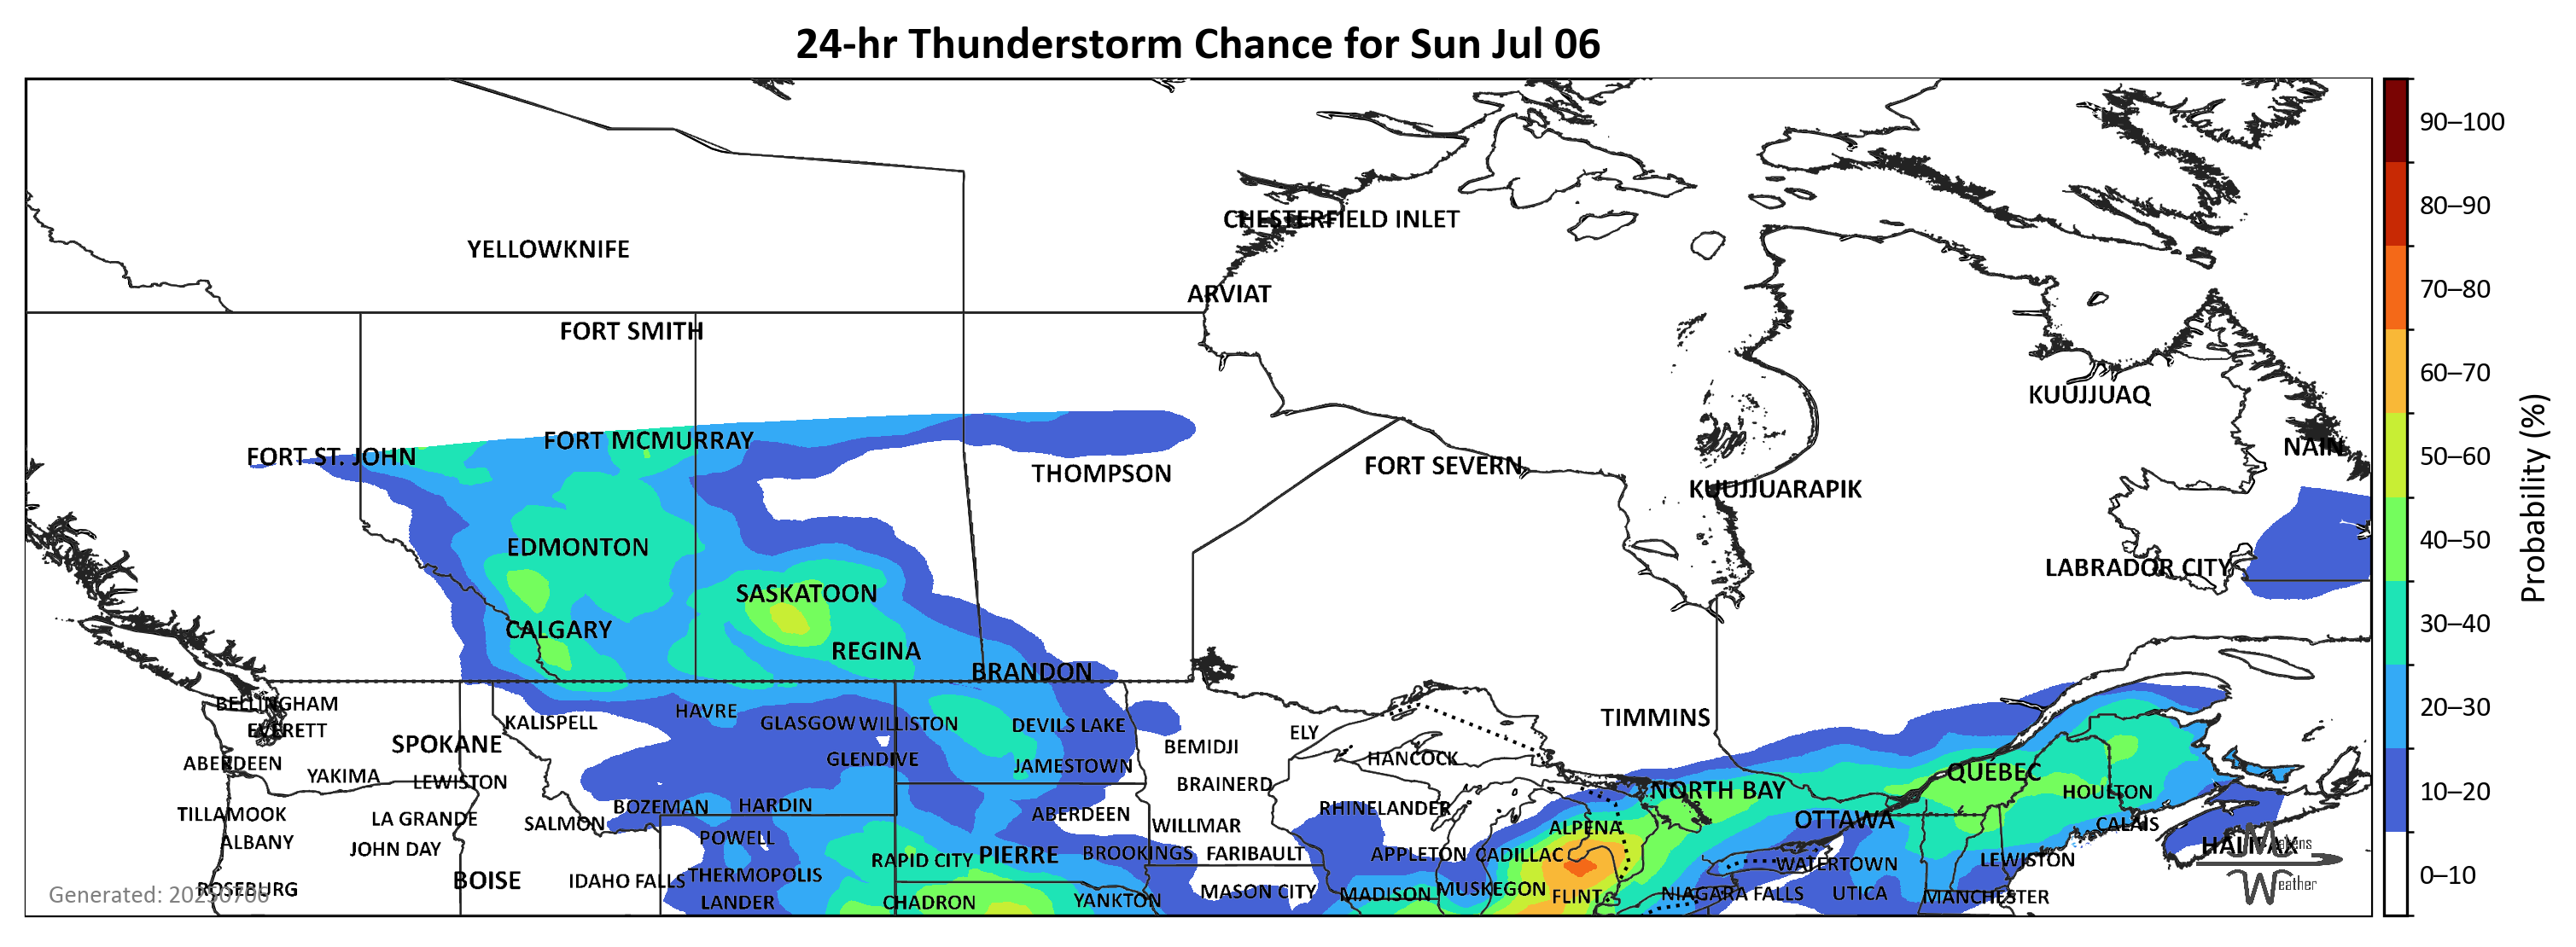 24-hr Thunderstorm Chance for Sun Jul 06
90–100
CHESTERFIELD INLET
80–90
YELLOWKNIFE
ARVIAT
70–80
FORT SMITH
60–70
KUUJJUAQ
FORT MCMURRAY
NAIN
FORT ST. JOHN
50–60
THOMPSON
FORT SEVERN
KUUJJUARAPIK
Probability (%)
EDMONTON
40–50
LABRADOR CITY
SASKATOON
CALGARY
30–40
REGINA
BRANDON
BELLINGHAM
HAVRE
20–30
KALISPELL
GLASGOW
WILLISTON
DEVILS LAKE
TIMMINS
EVERETT
ELY
SPOKANE
BEMIDJI
ABERDEEN
GLENDIVE
JAMESTOWN
HANCOCK
QUEBEC
YAKIMA
LEWISTON
BRAINERD
NORTH BAY
HOULTON
10–20
BOZEMAN
HARDIN
RHINELANDER
TILLAMOOK
LA GRANDE
SALMON
ABERDEEN
WILLMAR
ALPENA
OTTAWA
CALAIS
ALBANY
POWELL
HALIFAX
Makens
JOHN DAY
RAPID CITY
PIERRE
BROOKINGS
FARIBAULT
APPLETON
CADILLAC
WATERTOWN
LEWISTON
BOISE
IDAHO FALLS
THERMOPOLIS
0–10
Weather
ROSEBURG
Generated: 20250706
LANDER
CHADRON
YANKTON
MASON CITY
MADISON
MUSKEGON
FLINT
NIAGARA FALLS
UTICA
MANCHESTER